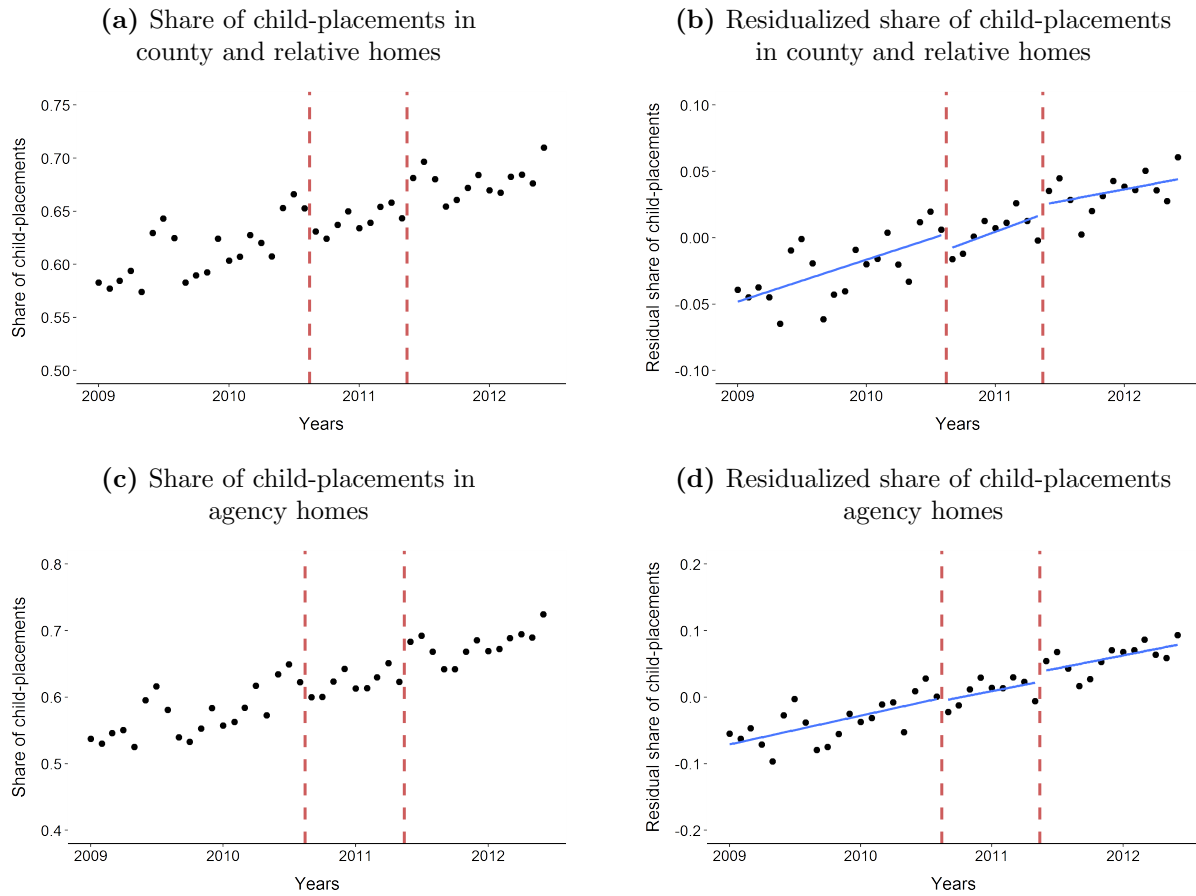 (a) Share of child-placements in
county and relative homes
0.75
0.70
0.65
0.60
0.55
0.50
Share of child-placements
2009 2010 2011 2012
Years
(b) Residualized share of child-placements
in county and relative homes
0.10
0.05
0.00
-0.05
-0.10
Residual share of child-placements
2009 2010 2011 2012
Years
(c) Share of child-placements in
agency homes
0.8
0.7
0.6
0.5
0.4
Share of child-placements
2009 2010 2011 2012
Years
(d) Residualized share of child-placements
agency homes
0.2
0.1
0.0
-0.1
-0.2
Residual share of child-placements
2009 2010 2011 2012
Years